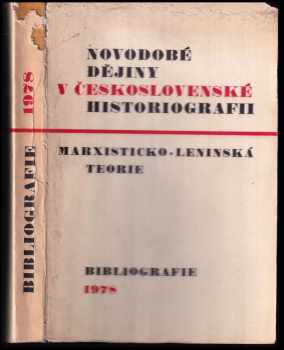 BIBLIOGRAFIE 1978
NOVODOBÉ
DĚJINY
V ČESKOSLOVENSKÉ
HISTORIOGRAFII
MARXISTICKO-LENINSKÁ
TEORIE
BIBLIOGRAFIE
1978